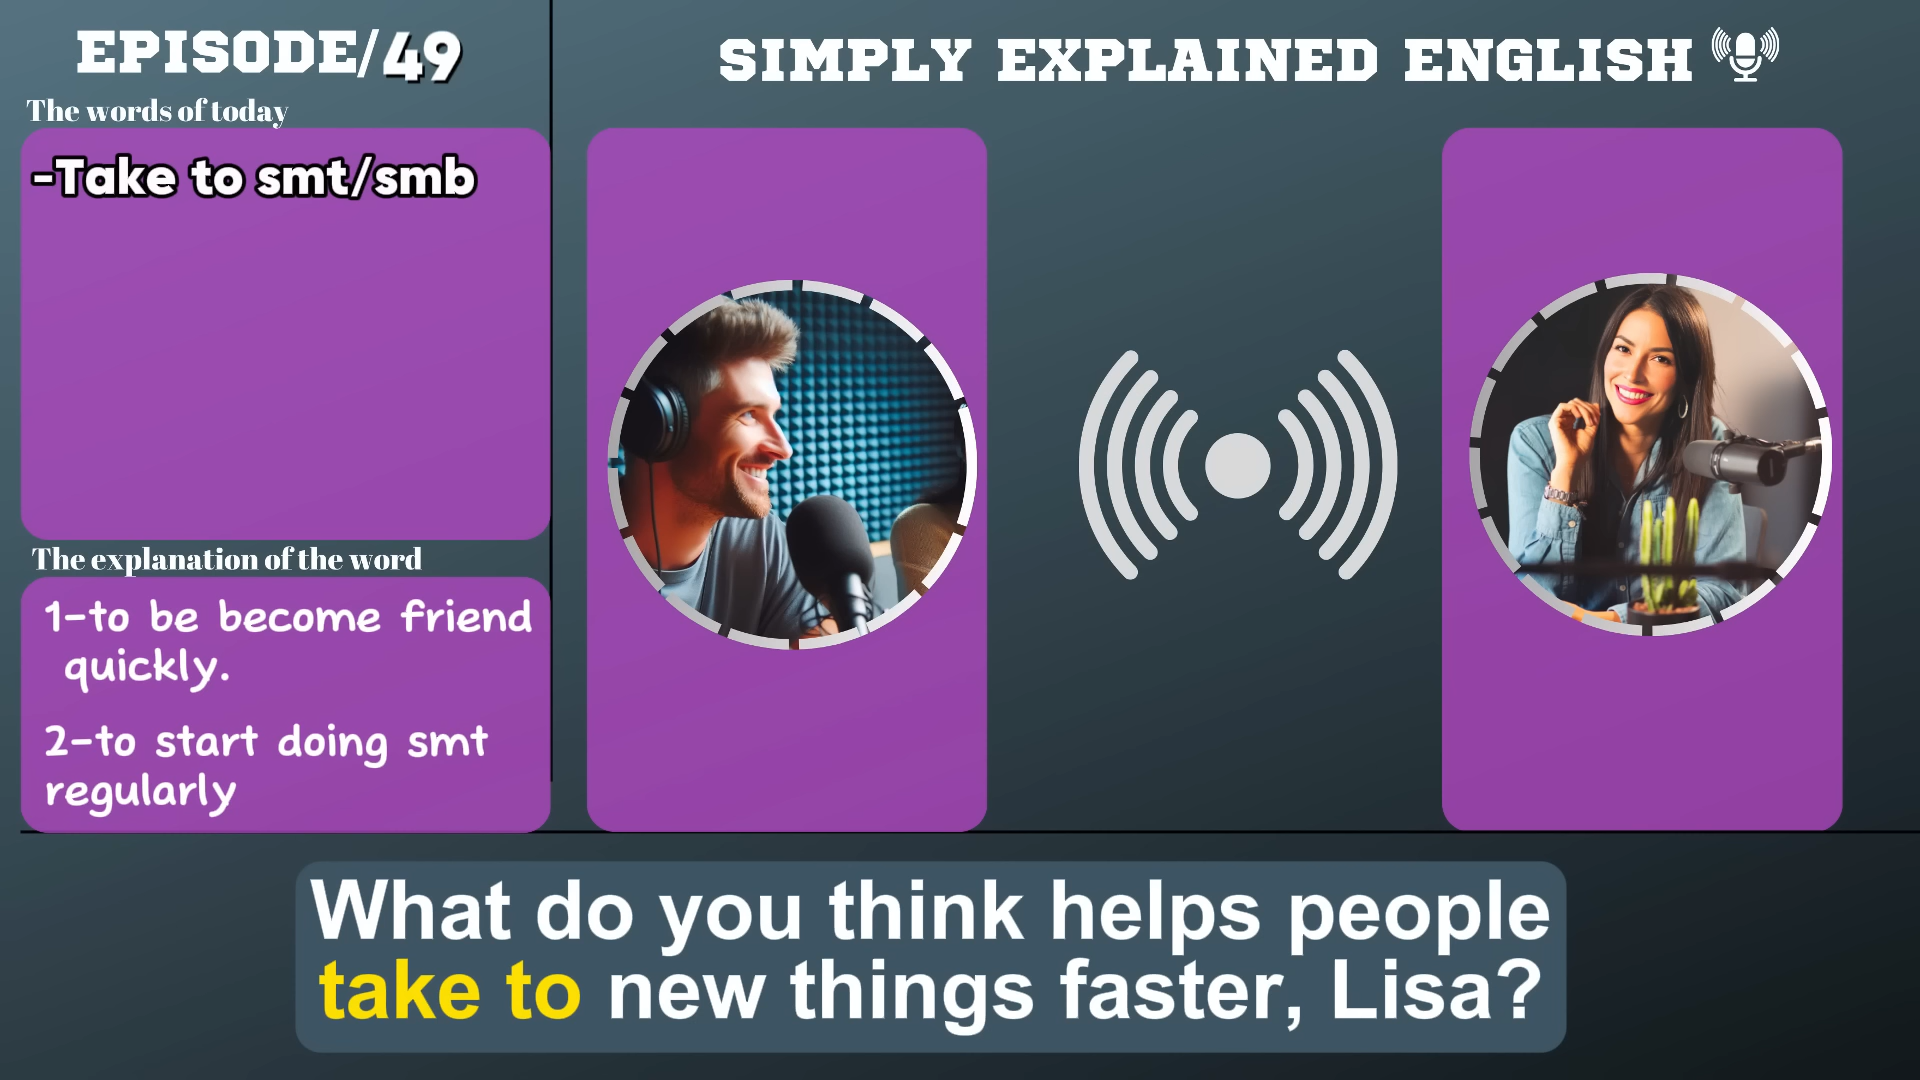 EPISODE/49
The words of today
-Take to smt/smb
The explanation of the word
1-to be become friend
quickly.
2-to start doing smt
regularly
SIMPLY EXPLAINED ENGLISH
What do you think helps people
take to new things faster, Lisa?